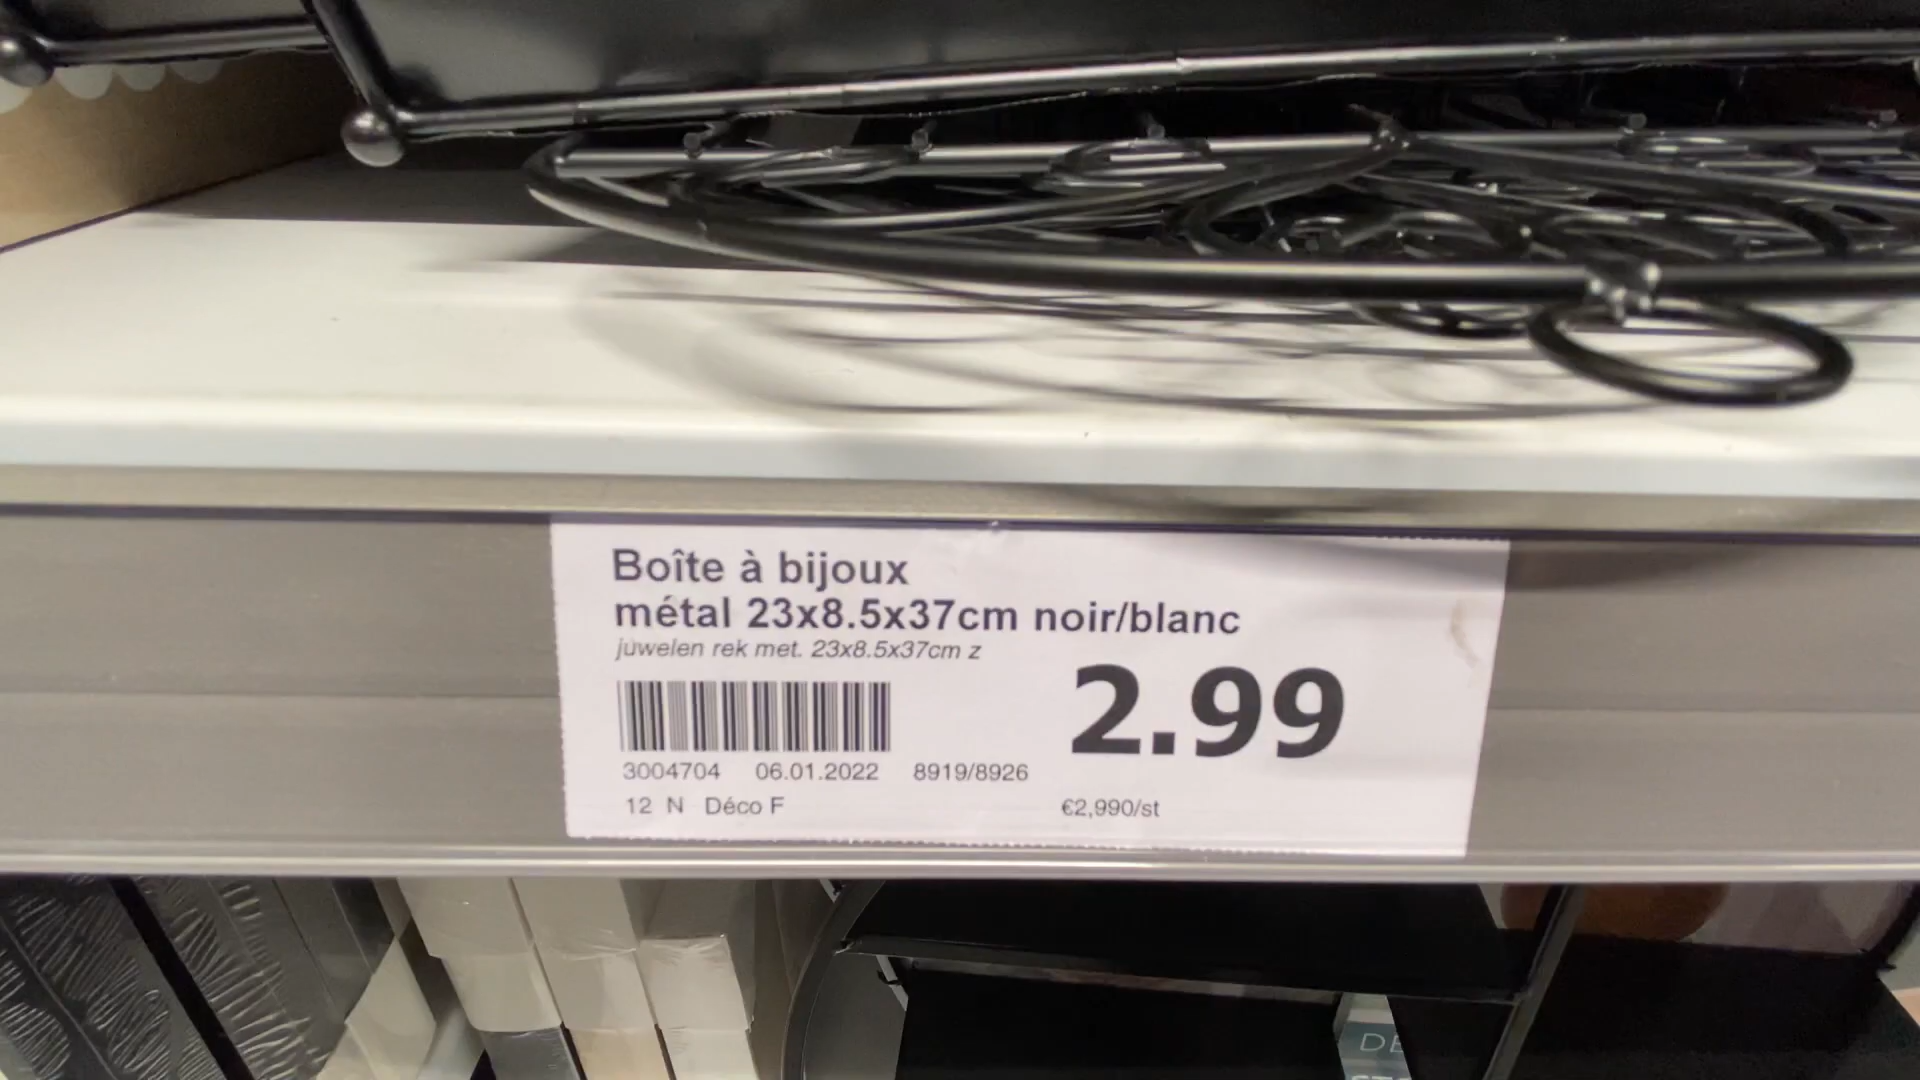 Boîte à bijoux
métal 23x8.5x37cm noir/blanc
juwelen rek met. 23x8.5x37cm z
2.99
3004704 06.01.2022 8919/8926
12 N Déco F €2,990/st